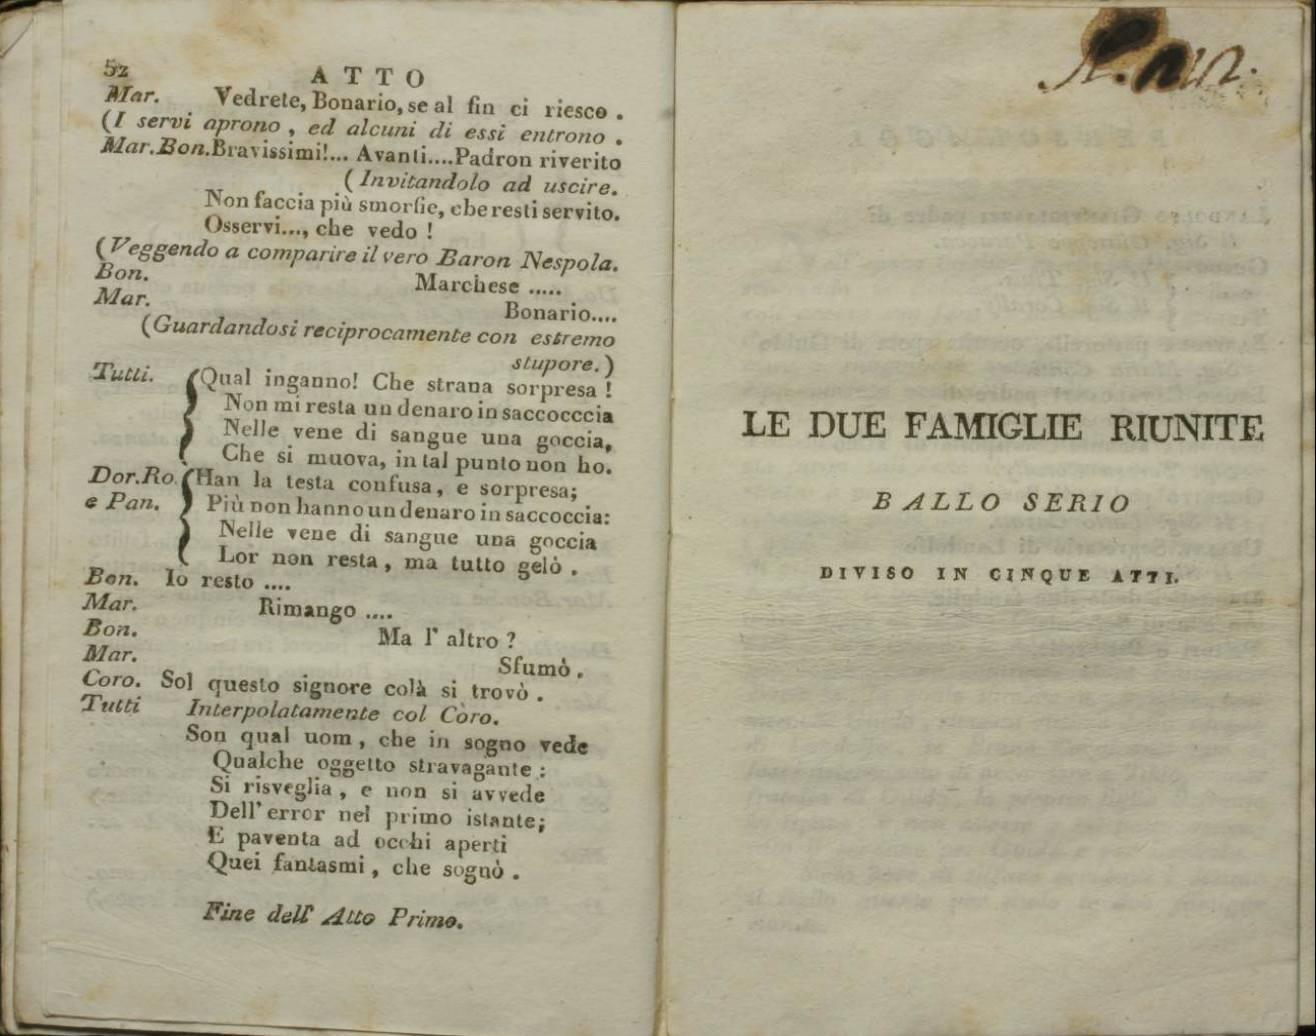 52
ATTO
Mar. Vedrete, Bonario, se al fin ci riesco .
(I servi aprono , ed alcuni di essi entrono .
Mar.Bon.Bravissimi!... Avanti....Padron riverito
(Invitandolo ad uscire.
Non faccia più smorfie, che resti servito.
Osservi..., che vedo !
(Veggendo a comparire il vero Baron Nespola.
Bon. Marchese .....
Mar. Bonario....
(Guardandosi reciprocamente con estremo
stupore.)
Tutti. Qual inganno! Che strana sorpresa !
Non mi resta un denaro in saccocccia
Nelle vene di sangue una goccia,
Che si muova, in tal punto non ho.
Dor.Ro. Han la testa confusa, e sorpresa;
e Pan. Più non hanno un denaro in saccoccia:
Nelle vene di sangue una goccia
Lor non resta, ma tutto gelò .
Bon. Io resto ....
Mar. Rimango ....
Bon. Ma l' altro ?
Mar. Sfumò .
Coro. Sol questo signore colà si trovò .
Tutti Interpolatamente col Coro.
Son qual uom , che in sogno vede
Qualche oggetto stravagante :
Si risveglia , e non si avvede
Dell' error nel primo istante;
E paventa ad occhi aperti
Quei fantasmi , che sognò .
Fine dell' Atto Primo.
LE DUE FAMIGLIE RIUNITE
BALLO SERIO
DIVISO IN CINQUE ATTI.